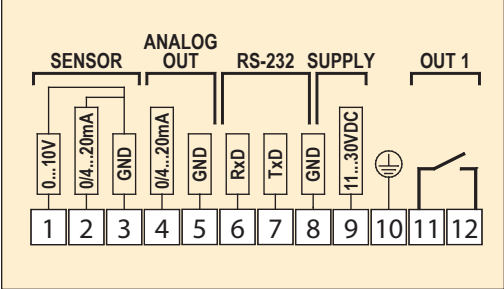 SENSOR ANALOG OUT RS-232 SUPPLY OUT 1
0...10V 0/4...20mA GND 0/4...20mA GND RxD TxD GND 11...30VDC
1 2 3 4 5 6 7 8 9 10 11 12